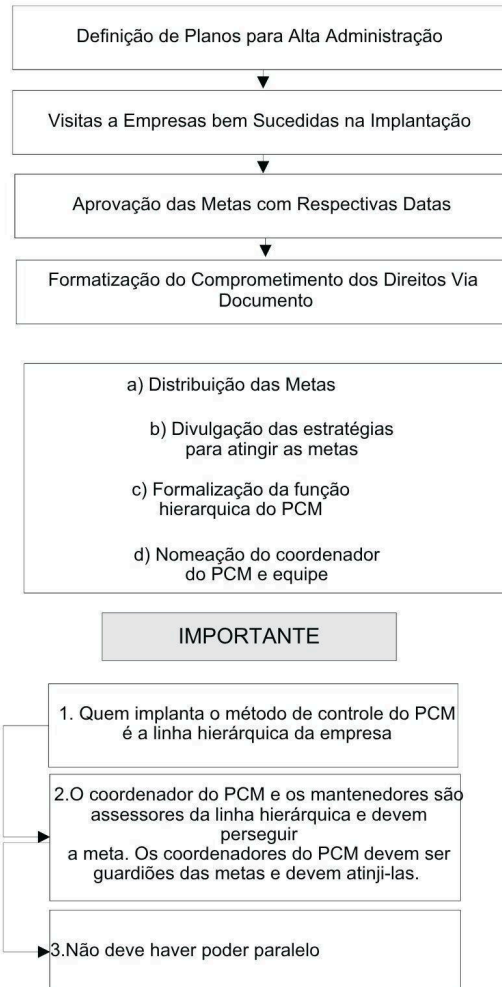 Definição de Planos para Alta Administração
Visitas a Empresas bem Sucedidas na Implantação
Aprovação das Metas com Respectivas Datas
Formatização do Comprometimento dos Direitos Via
Documento
a) Distribuição das Metas
b) Divulgação das estratégias
para atingir as metas
c) Formalização da função
hierarquica do PCM
d) Nomeação do coordenador
do PCM e equipe
IMPORTANTE
1. Quem implanta o método de controle do PCM
é a linha hierárquica da empresa
2.O coordenador do PCM e os mantenedores são
assessores da linha hierárquica e devem
perseguir
a meta. Os coordenadores do PCM devem ser
guardiões das metas e devem atinji-las.
3.Não deve haver poder paralelo